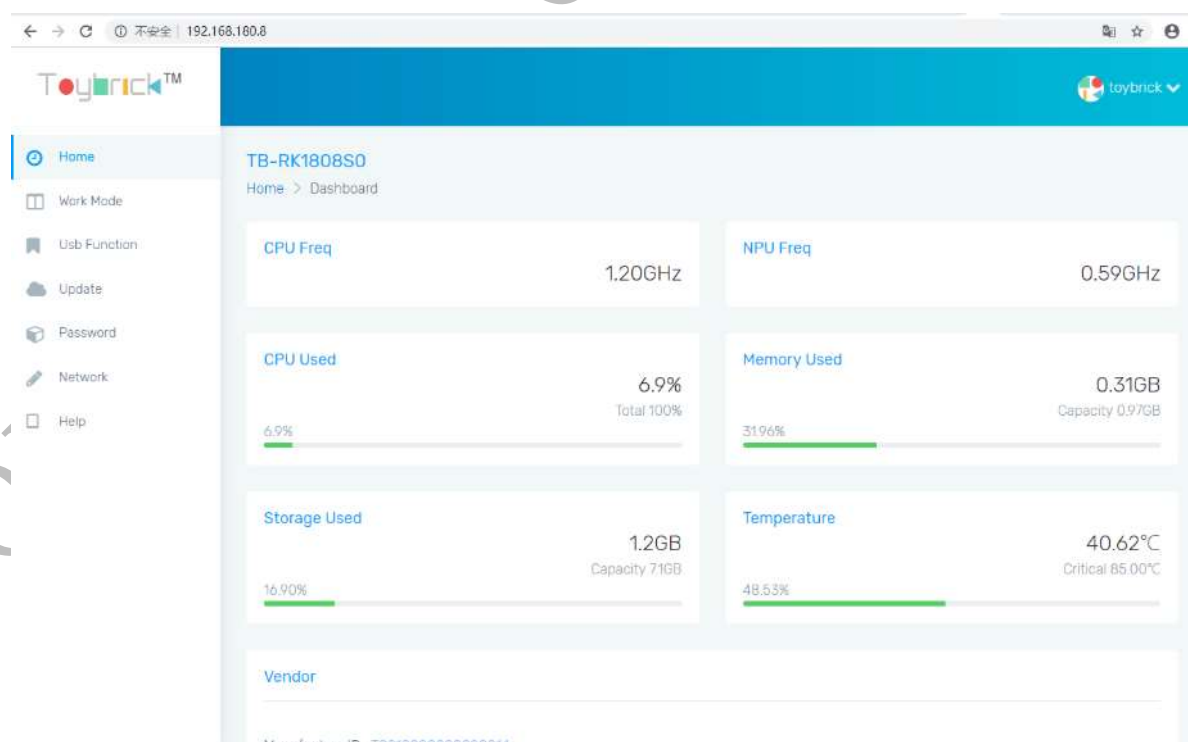 不安全 | 192.168.180.8
Toybrick™
toybrick
Home
Work Mode
Usb Function
Update
Password
Network
Help
TB-RK1808S0
Home > Dashboard
CPU Freq
1.20GHz
NPU Freq
0.59GHz
CPU Used
6.9%
Total 100%
6.9%
Memory Used
0.31GB
Capacity 0.97GB
31.96%
Storage Used
1.2GB
Capacity 7.1GB
16.90%
Temperature
40.62°C
Critical 85.00°C
48.53%
Vendor